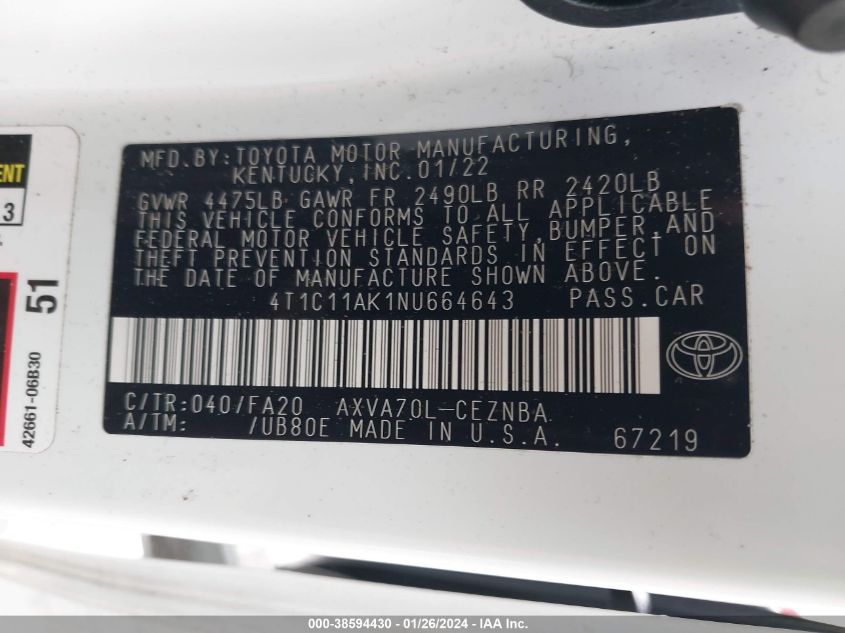 ENT
3
51
42661-06B30
MFD.BY:TOYOTA MOTOR MANUFACTURING,
KENTUCKY,INC.01/22
GVWR 4475LB GAWR FR 2490LB RR 2420LB
THIS VEHICLE CONFORMS TO ALL APPLICABLE
FEDERAL MOTOR VEHICLE SAFETY,BUMPER,AND
THEFT PREVENTION STANDARDS IN EFFECT ON
THE DATE OF MANUFACTURE SHOWN ABOVE.
4T1C11AK1NU664643 PASS.CAR
C/TR:040/FA20 AXVA70L-CEZNBA
A/TM: /UB80E MADE IN U.S.A. 67219
000-38594430 - 01/26/2024 - IAA Inc.